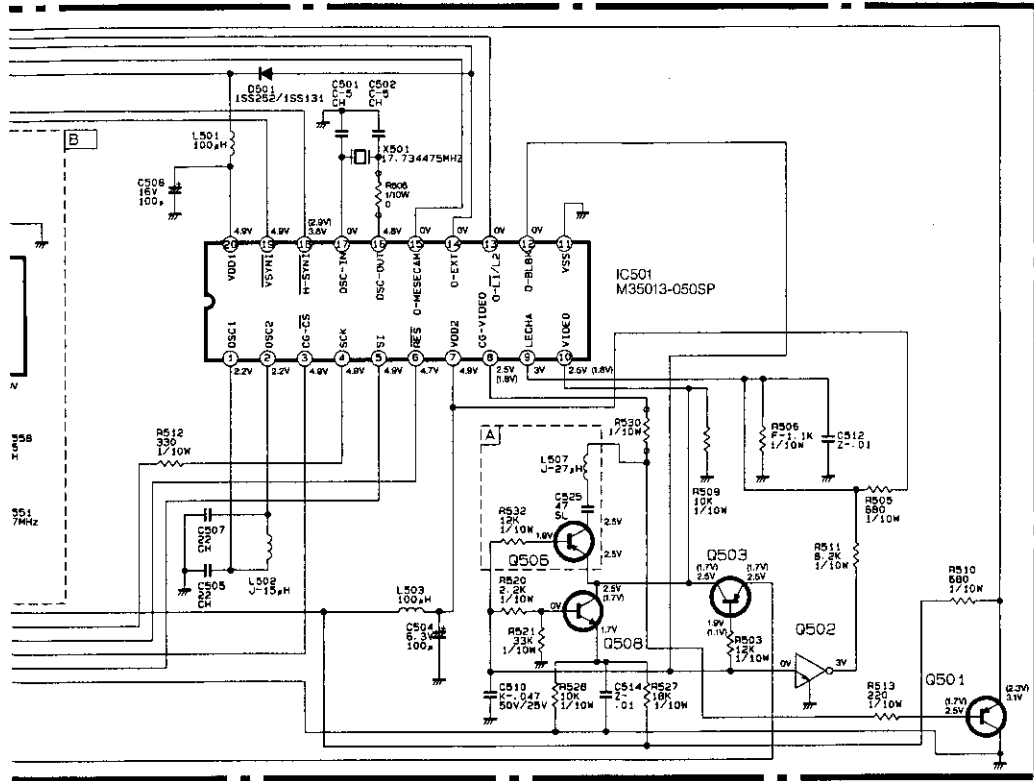 B
D501
1SS252/1SS131
C501
C-5
CH
C502
C-5
CH
L501
100μH
X501
17.734475MHZ
C506
16V
100μ
R506
1/10W
0
4.9V
4.9V
(2.9V)
3.6V
0V
4.6V
0V
0V
0V
0V
20
19
18
17
16
15
14
13
12
11
VDD1
VSYNI
H-SYNI
OSC-IN
OSC-OUT
O-MESECAM
O-EXT
O-L1/L2
O-BLBK
VSS
IC501
M35013-050SP
OSC1
OSC2
CG-CS
SCK
SI
RES
VDD2
CG-VIDEO
LECHA
VIDEO
1
2
3
4
5
6
7
8
9
10
2.2V
2.2V
4.9V
4.9V
4.9V
4.7V
4.9V
2.5V
(1.8V)
3V
2.5V (1.8V)
558
H
551
7MHz
R512
330
1/10W
A
L507
J-27μH
R530
1/10W
R506
F-1.1K
1/10W
C512
Z-.01
C525
47
SL
R509
10K
1/10W
R505
680
1/10W
R532
12K
1/10W
1.9V
2.5V
2.5V
Q506
C507
22
CH
C505
22
CH
L502
J-15μH
R511
8.2K
1/10W
Q503
(1.7V)
2.5V
(1.7V)
2.5V
R510
680
1/10W
L503
100μH
R520
2.2K
1/10W
0V
2.5V
(1.7V)
C504
6.3V
100μ
R521
33K
1/10W
1.7V
Q508
1.9V
(1.1V)
R503
12K
1/10W
Q502
0V
3V
Q501
C510
K-.047
50V/25V
R528
10K
1/10W
C514
Z-
.01
R527
18K
1/10W
R513
220
1/10W
(1.7V)
2.5V
(2.3V)
3.1V